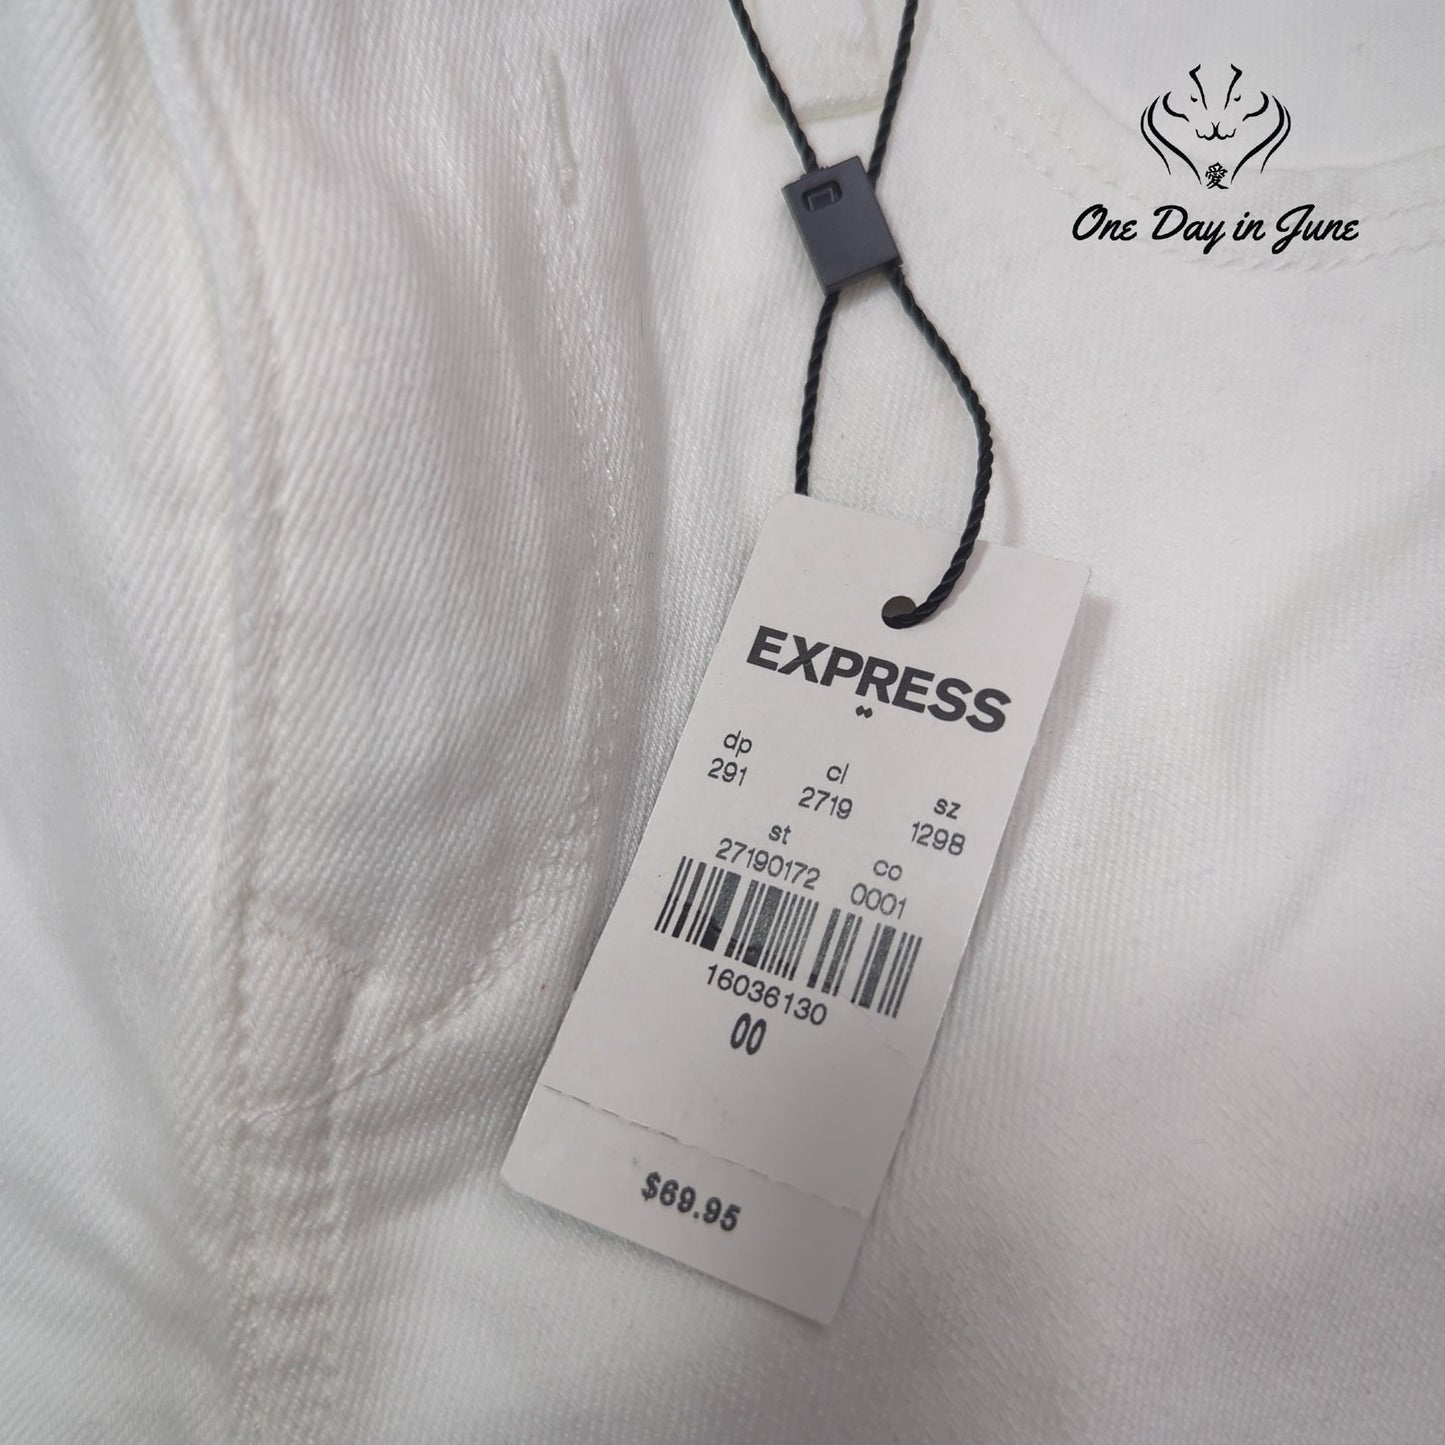 愛
One Day in June
EXPRESS
dp
291
cl
2719
sz
1298
st
27190172
co
0001
16036130
00
$69.95